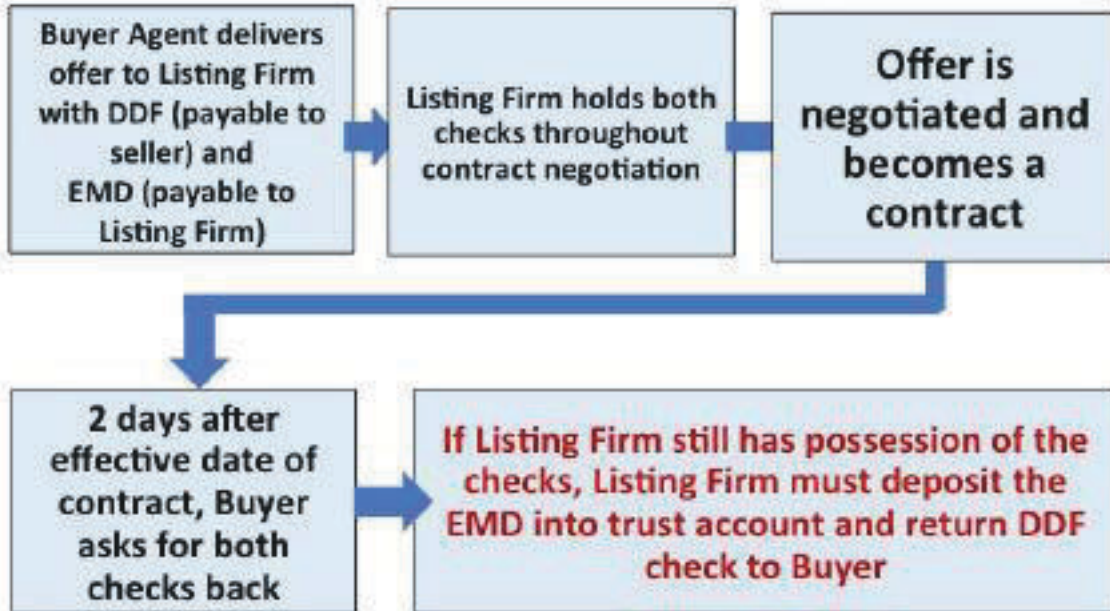 Buyer Agent delivers
offer to Listing Firm
with DDF (payable to
seller) and
EMD (payable to
Listing Firm)
Listing Firm holds both
checks throughout
contract negotiation
Offer is
negotiated and
becomes a
contract
2 days after
effective date of
contract, Buyer
asks for both
checks back
If Listing Firm still has possession of the
checks, Listing Firm must deposit the
EMD into trust account and return DDF
check to Buyer